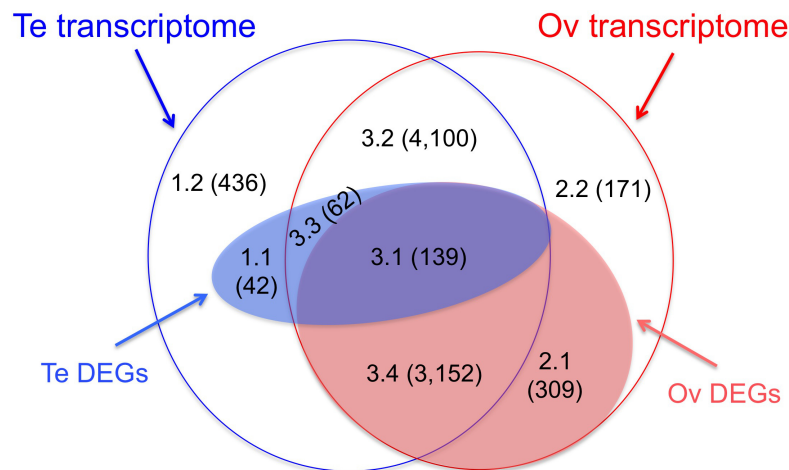 Te transcriptome
Ov transcriptome
3.2 (4,100)
1.2 (436)
2.2 (171)
3.3 (62)
1.1
(42)
3.1 (139)
Te DEGs
3.4 (3,152)
2.1
(309)
Ov DEGs